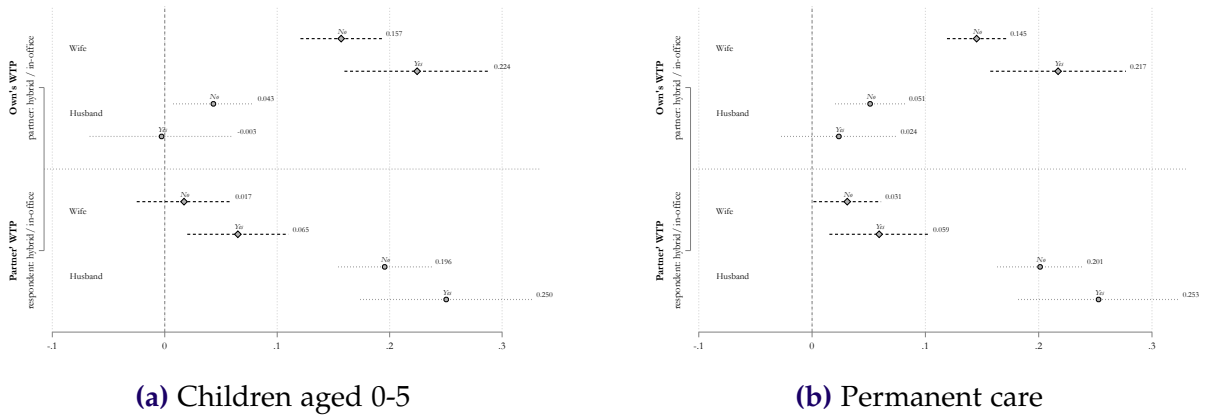 Own's WTP
partner: hybrid / in-office
Wife
No
0.157
Yes
0.224
Husband
No
0.043
Yes
-0.003
Partner' WTP
respondent: hybrid / in-office
Wife
No
0.017
Yes
0.065
Husband
No
0.196
Yes
0.250
-.1 0 .1 .2 .3
(a) Children aged 0-5
Own's WTP
partner: hybrid / in-office
Wife
No
0.145
Yes
0.217
Husband
No
0.051
Yes
0.024
Partner' WTP
respondent: hybrid / in-office
Wife
No
0.031
Yes
0.059
Husband
No
0.201
Yes
0.253
-.1 0 .1 .2 .3
(b) Permanent care